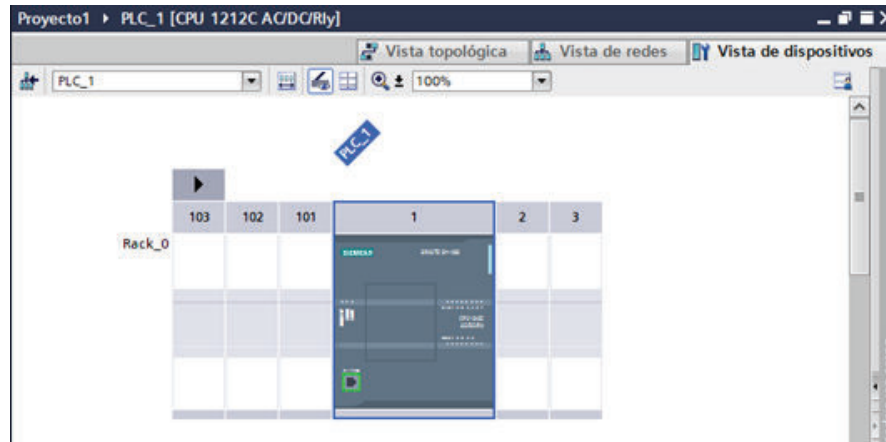 Proyecto1 ▸ PLC_1 [CPU 1212C AC/DC/Rly]
Vista topológica Vista de redes Vista de dispositivos
PLC_1 100%
PLC_1
103 102 101 1 2 3
Rack_0
SIEMENS